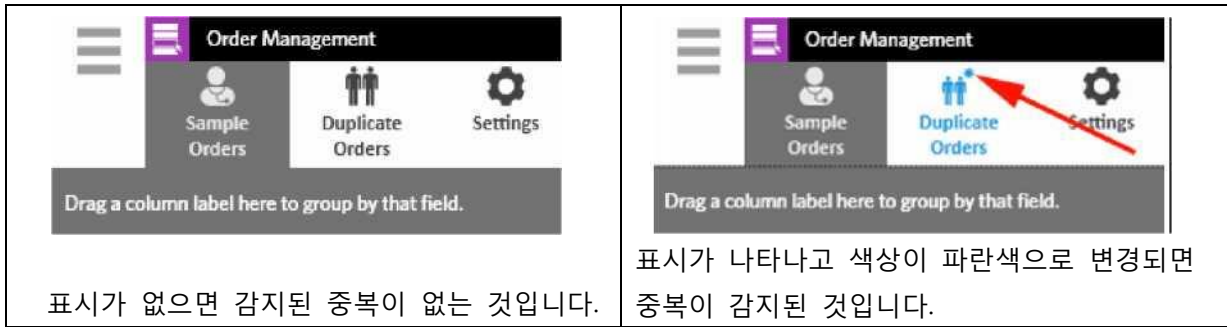 Order Management
Sample
Orders
Duplicate
Orders
Settings
Drag a column label here to group by that field.
표시가 없으면 감지된 중복이 없는 것입니다.
Order Management
Sample
Orders
Duplicate
Orders
Settings
Drag a column label here to group by that field.
표시가 나타나고 색상이 파란색으로 변경되면
중복이 감지된 것입니다.